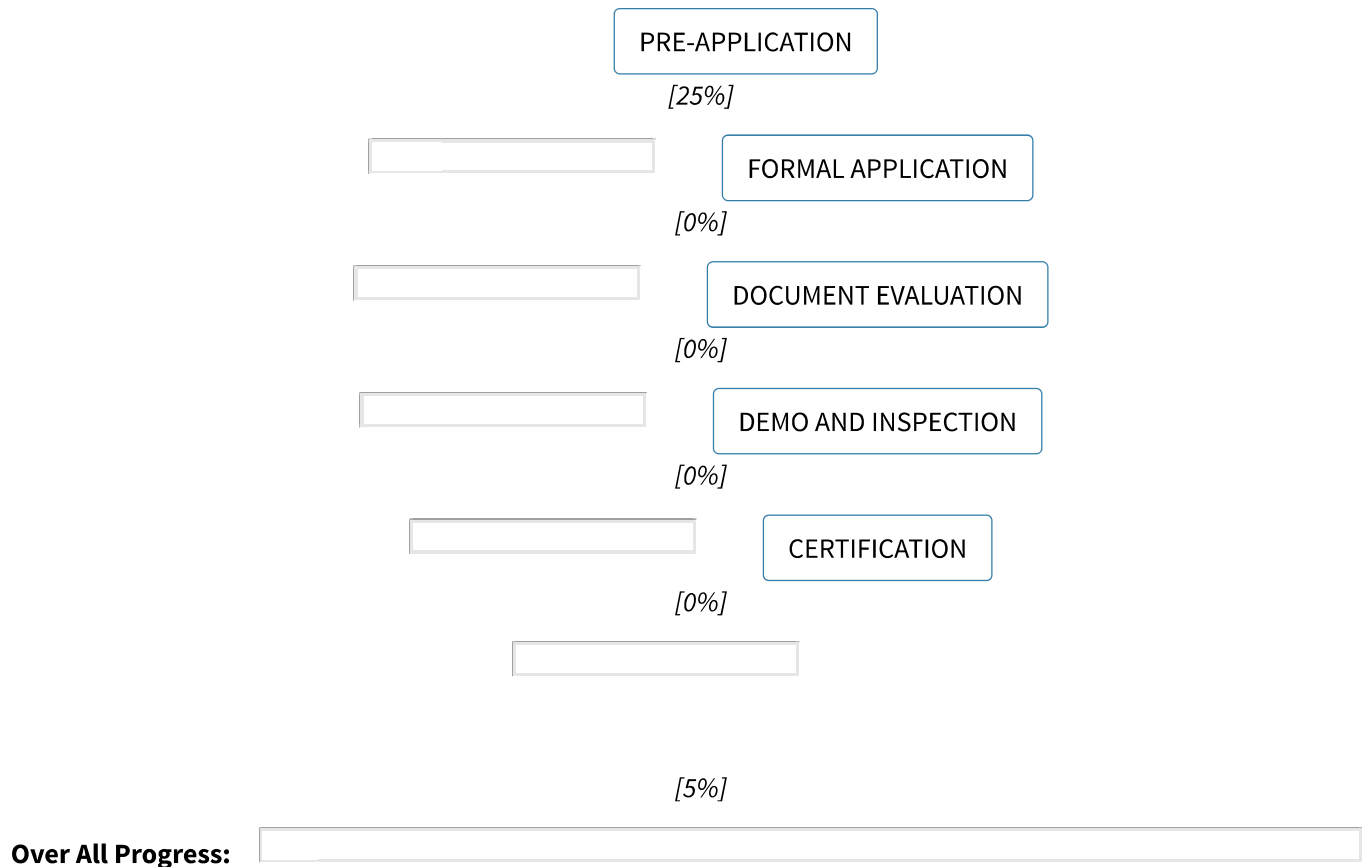 PRE-APPLICATION
[25%]
FORMAL APPLICATION
[0%]
DOCUMENT EVALUATION
[0%]
DEMO AND INSPECTION
[0%]
CERTIFICATION
[0%]
[5%]
Over All Progress: